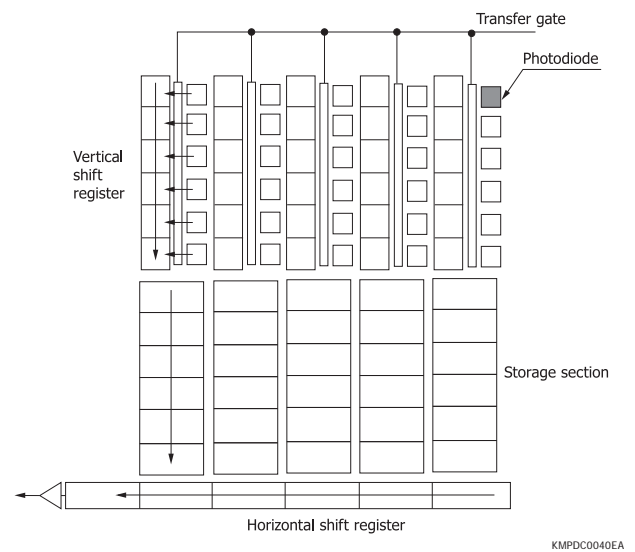 Transfer gate
Photodiode
Vertical
shift
register
Storage section
Horizontal shift register
KMPDC0040EA